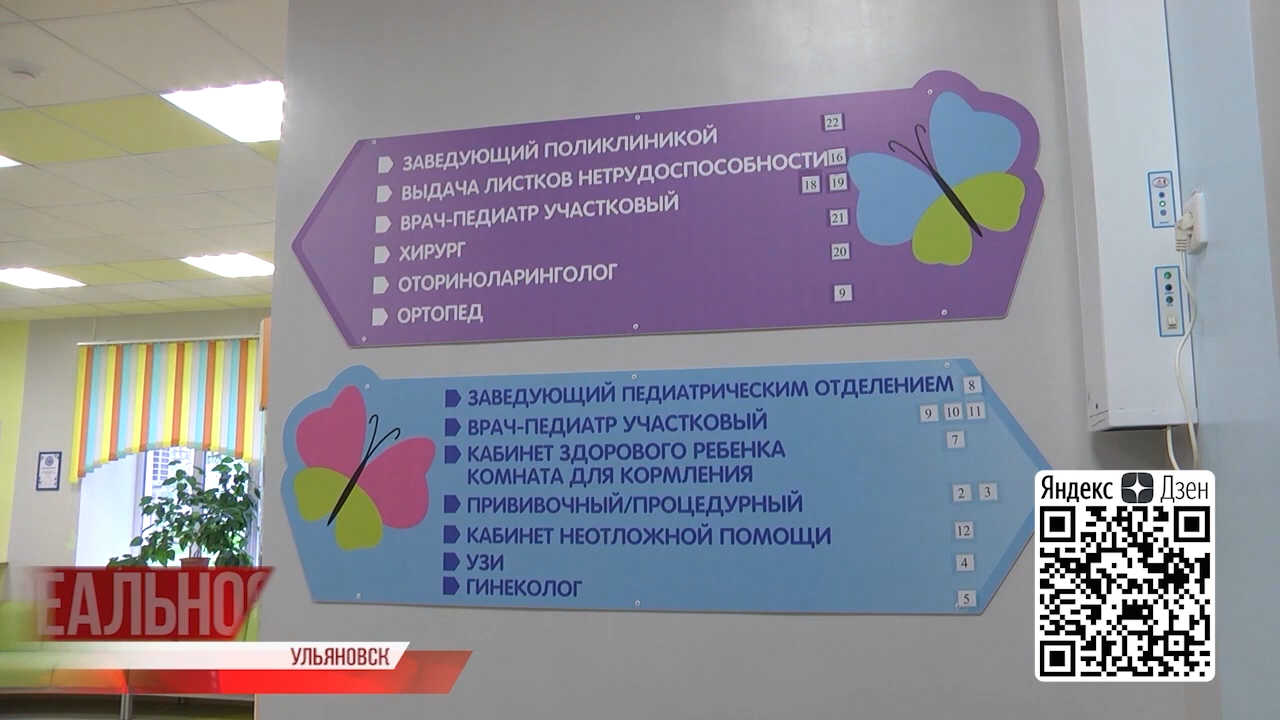 ЗАВЕДУЮЩИЙ ПОЛИКЛИНИКОЙ 22
ВЫДАЧА ЛИСТКОВ НЕТРУДОСПОСОБНОСТИ 16
ВРАЧ-ПЕДИАТР УЧАСТКОВЫЙ 18 19
ХИРУРГ 21
ОТОРИНОЛАРИНГОЛОГ 20
ОРТОПЕД 9
ЗАВЕДУЮЩИЙ ПЕДИАТРИЧЕСКИМ ОТДЕЛЕНИЕМ 8
ВРАЧ-ПЕДИАТР УЧАСТКОВЫЙ 9 10 11
КАБИНЕТ ЗДОРОВОГО РЕБЕНКА 7
КОМНАТА ДЛЯ КОРМЛЕНИЯ
ПРИВИВОЧНЫЙ/ПРОЦЕДУРНЫЙ 2 3
КАБИНЕТ НЕОТЛОЖНОЙ ПОМОЩИ 12
УЗИ 4
ГИНЕКОЛОГ 5
Яндекс Дзен
ЕАЛЬНО
УЛЬЯНОВСК